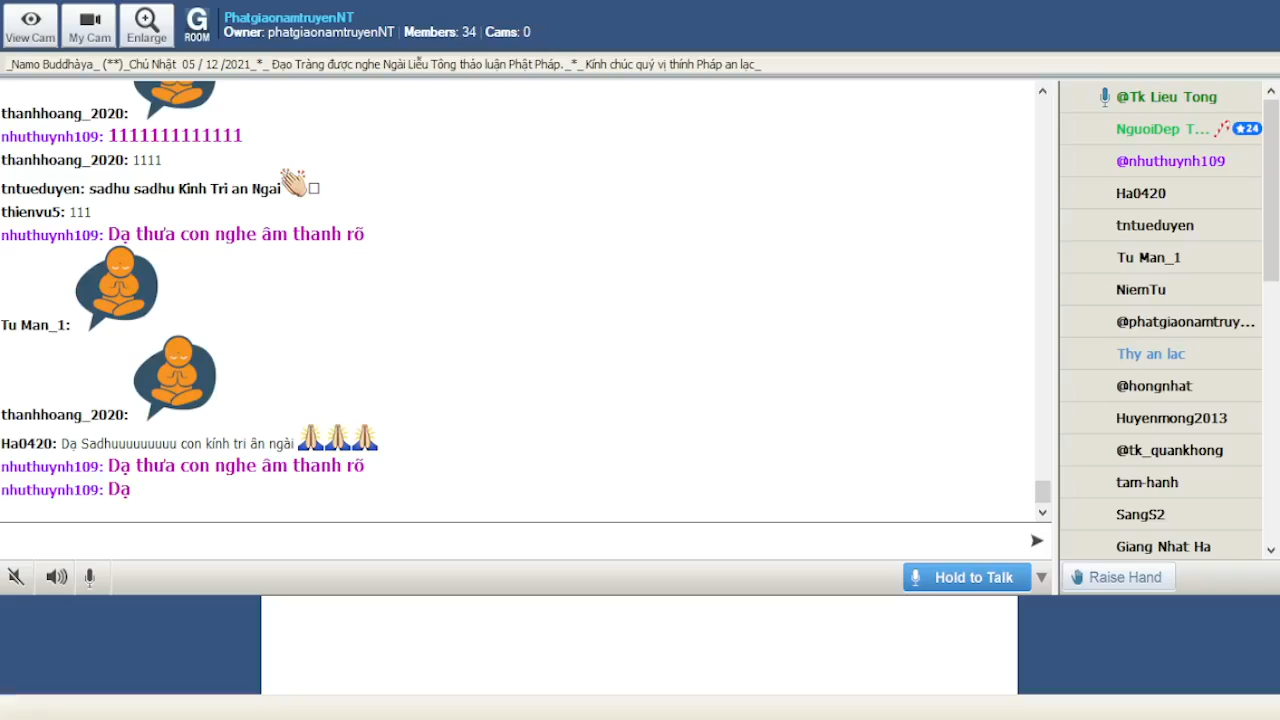 View Cam
My Cam
Enlarge
G
ROOM
PhatgiaonamtruyenNT
Owner: phatgiaonamtruyenNT | Members: 34 | Cams: 0
_Namo Buddhàya_ (**)_Chủ Nhật 05 / 12 /2021_*_ Đạo Tràng được nghe Ngài Liễu Tông thảo luận Phật Pháp._*_Kính chúc quý vị thính Pháp an lạc_
thanhhoang_2020:
nhuthuynh109: 1111111111111
thanhhoang_2020: 1111
tntueduyen: sadhu sadhu Kinh Tri an Ngai
thienvu5: 111
nhuthuynh109: Dạ thưa con nghe âm thanh rõ
Tu Man_1:
thanhhoang_2020:
Ha0420: Dạ Sadhuuuuuuuuu con kính tri ân ngài
nhuthuynh109: Dạ thưa con nghe âm thanh rõ
nhuthuynh109: Dạ
Hold to Talk
@Tk Lieu Tong
NguoiDep T... 24
@nhuthuynh109
Ha0420
tntueduyen
Tu Man_1
NiemTu
@phatgiaonamtruy...
Thy an lac
@hongnhat
Huyenmong2013
@tk_quankhong
tam-hanh
SangS2
Giang Nhat Ha
Raise Hand